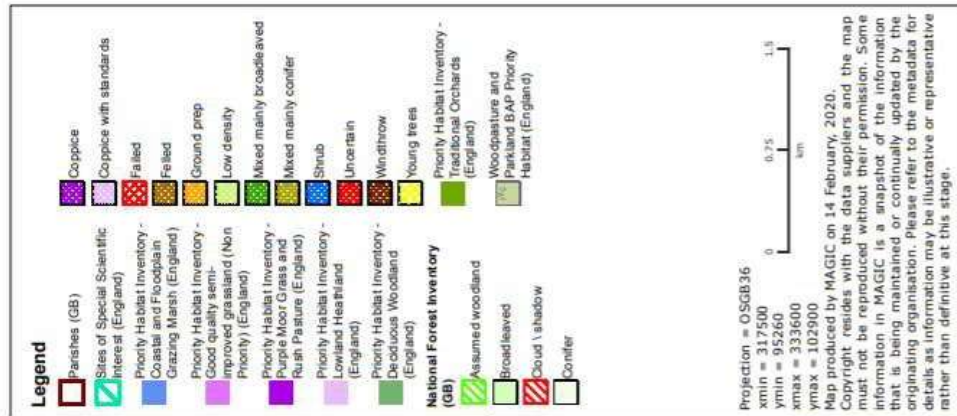 Legend
Parishes (GB)
Sites of Special Scientific
Interest (England)
Priority Habitat Inventory -
Coastal and Floodplain
Grazing Marsh (England)
Priority Habitat Inventory -
Good quality semi-
improved grassland (Non
Priority) (England)
Priority Habitat Inventory -
Purple Moor Grass and
Rush Pasture (England)
Priority Habitat Inventory -
Lowland Heathland
(England)
Priority Habitat Inventory -
Deciduous Woodland
(England)
National Forest Inventory
(GB)
Assumed woodland
Broadleaved
Cloud \ shadow
Conifer
Coppice
Coppice with standards
Failed
Felled
Ground prep
Low density
Mixed mainly broadleaved
Mixed mainly conifer
Shrub
Uncertain
Windthrow
Young trees
Priority Habitat Inventory -
Traditional Orchards
(England)
Woodpasture and
Parkland BAP Priority
Habitat (England)
0 0.75 1.5
km
Projection = OSGB36
xmin = 317500
ymin = 95260
xmax = 333600
ymax = 102900
Map produced by MAGIC on 14 February, 2020.
Copyright resides with the data suppliers and the map
must not be reproduced without their permission. Some
information in MAGIC is a snapshot of the information
that is being maintained or continually updated by the
originating organisation. Please refer to the metadata for
details as information may be illustrative or representative
rather than definitive at this stage.